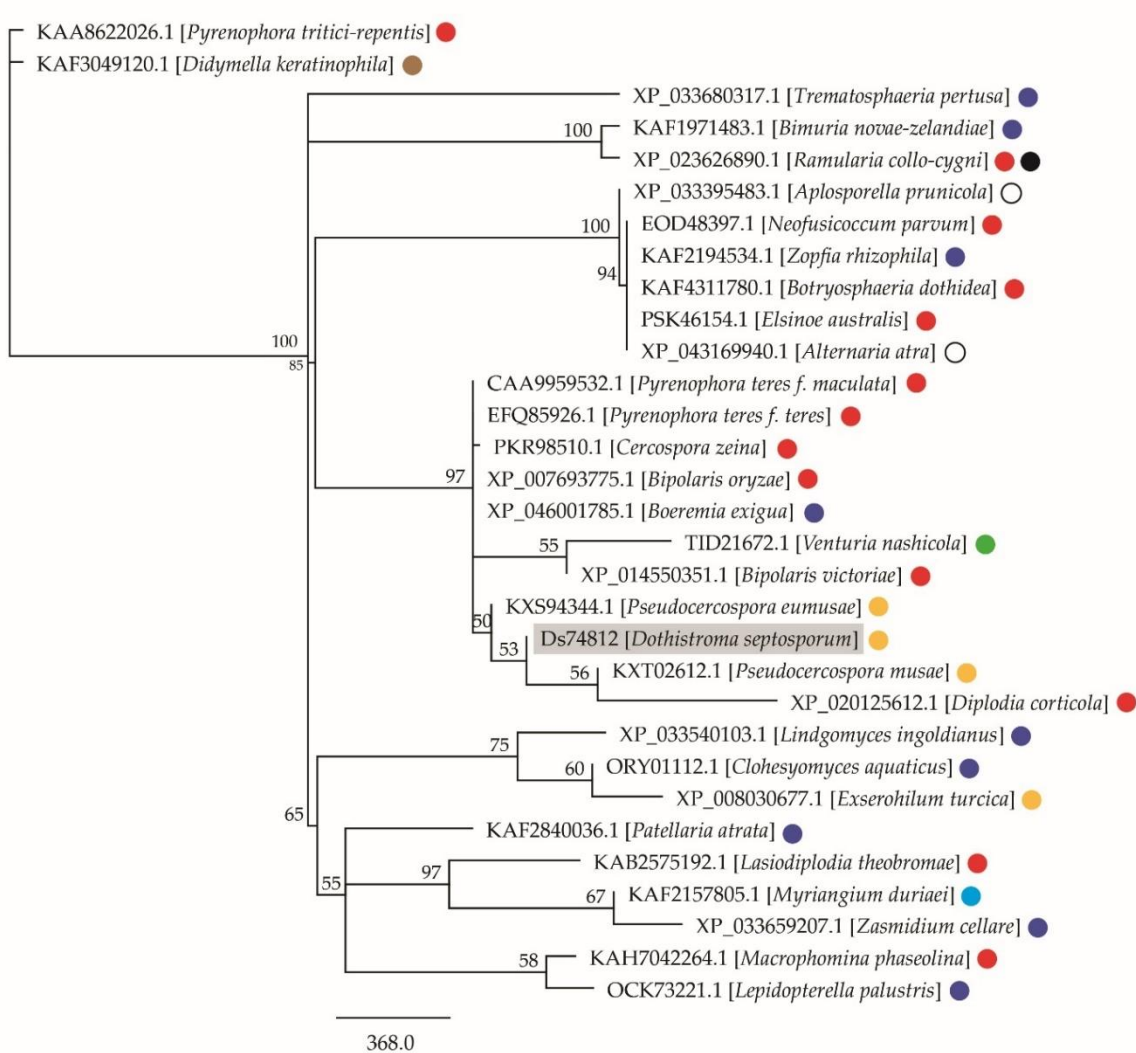 KAA8622026.1 [Pyrenophora tritici-repentis]
KAF3049120.1 [Didymella keratinophila]
XP_033680317.1 [Trematosphaeria pertusa]
100 KAF1971483.1 [Bimuria novae-zelandiae]
XP_023626890.1 [Ramularia collo-cygni]
XP_033395483.1 [Aplosporella prunicola]
100 EOD48397.1 [Neofusicoccum parvum]
KAF2194534.1 [Zopfia rhizophila]
94 KAF4311780.1 [Botryosphaeria dothidea]
PSK46154.1 [Elsinoe australis]
100 XP_043169940.1 [Alternaria atra]
85
CAA9959532.1 [Pyrenophora teres f. maculata]
EFQ85926.1 [Pyrenophora teres f. teres]
PKR98510.1 [Cercospora zeina]
97 XP_007693775.1 [Bipolaris oryzae]
XP_046001785.1 [Boeremia exigua]
55 TID21672.1 [Venturia nashicola]
XP_014550351.1 [Bipolaris victoriae]
50 KXS94344.1 [Pseudocercospora eumusae]
53 Ds74812 [Dothistroma septosporum]
56 KXT02612.1 [Pseudocercospora musae]
XP_020125612.1 [Diplodia corticola]
75 XP_033540103.1 [Lindgomyces ingoldianus]
60 ORY01112.1 [Clohesyomyces aquaticus]
XP_008030677.1 [Exserohilum turcica]
65 KAF2840036.1 [Patellaria atrata]
97 KAB2575192.1 [Lasiodiplodia theobromae]
55 67 KAF2157805.1 [Myriangium duriaei]
XP_033659207.1 [Zasmidium cellare]
58 KAH7042264.1 [Macrophomina phaseolina]
OCK73221.1 [Lepidopterella palustris]
368.0